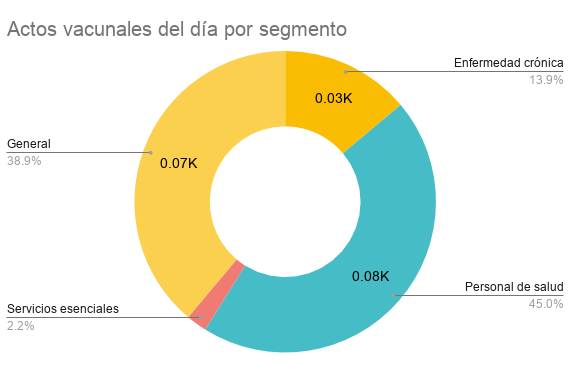 Actos vacunales del día por segmento
Enfermedad crónica
13.9%
0.03K
General
38.9%
0.07K
0.08K
Personal de salud
45.0%
Servicios esenciales
2.2%